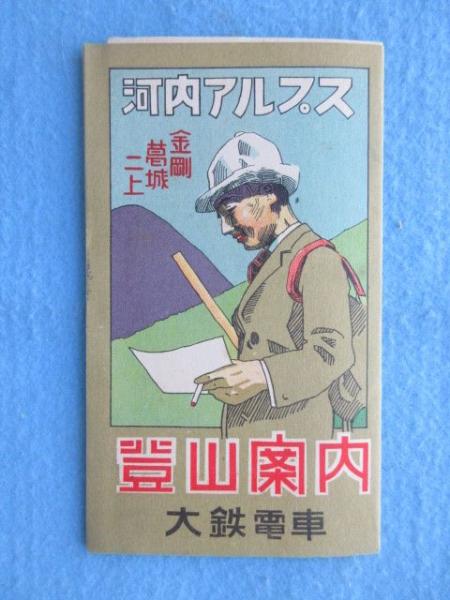 河内アルプス
金剛
葛城
二上
登山案内
大鉄電車